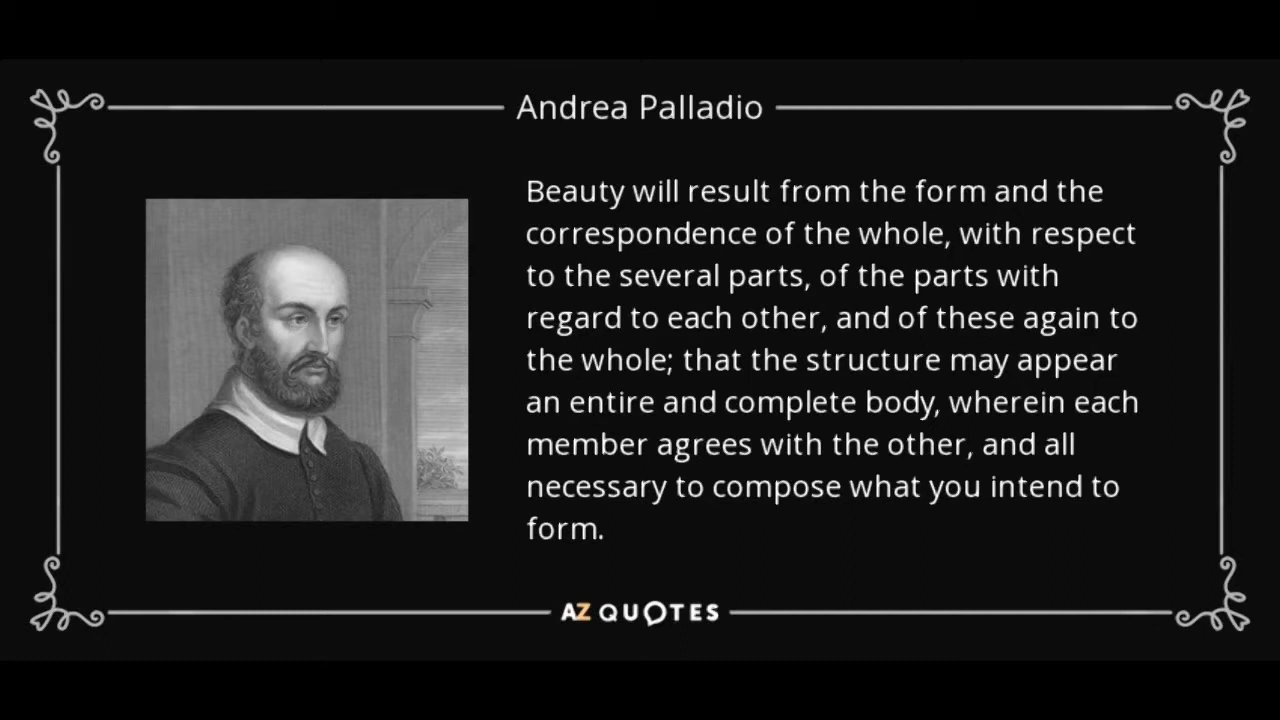 Andrea Palladio
Beauty will result from the form and the
correspondence of the whole, with respect
to the several parts, of the parts with
regard to each other, and of these again to
the whole; that the structure may appear
an entire and complete body, wherein each
member agrees with the other, and all
necessary to compose what you intend to
form.
AZ QUOTES